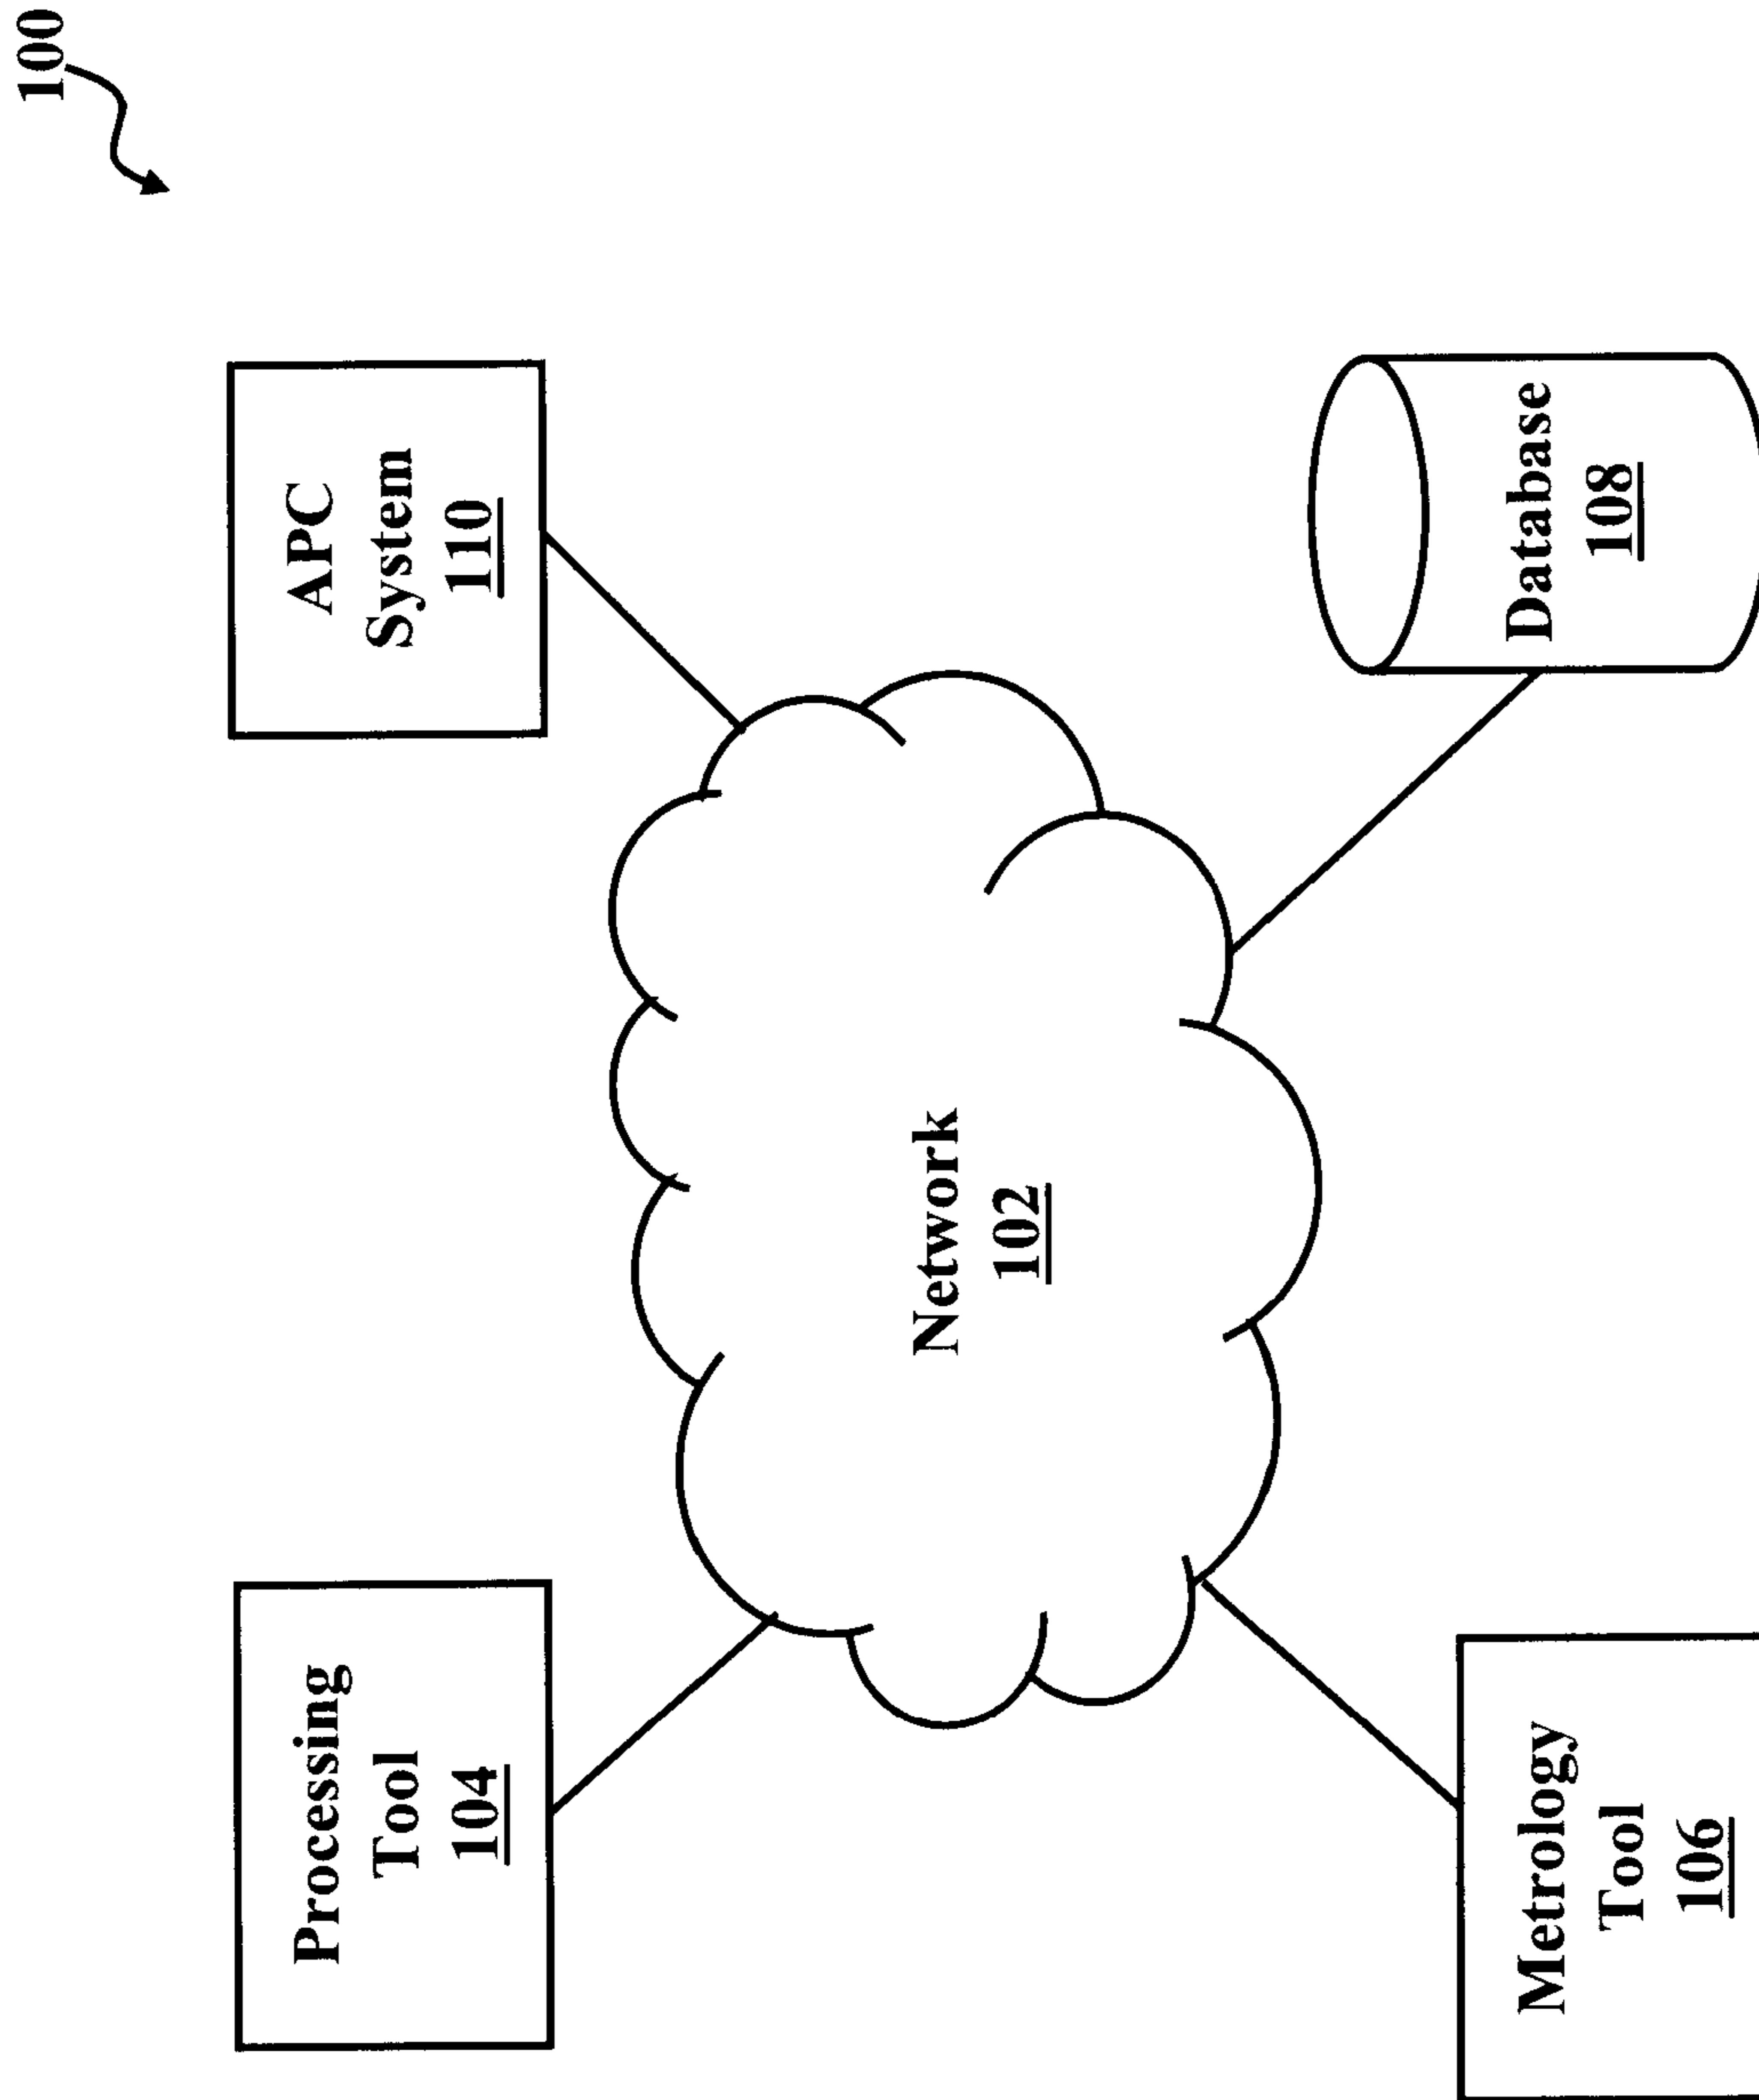 100
Processing
Tool
104
APC
System
110
Network
102
Metrology
Tool
106
Database
108